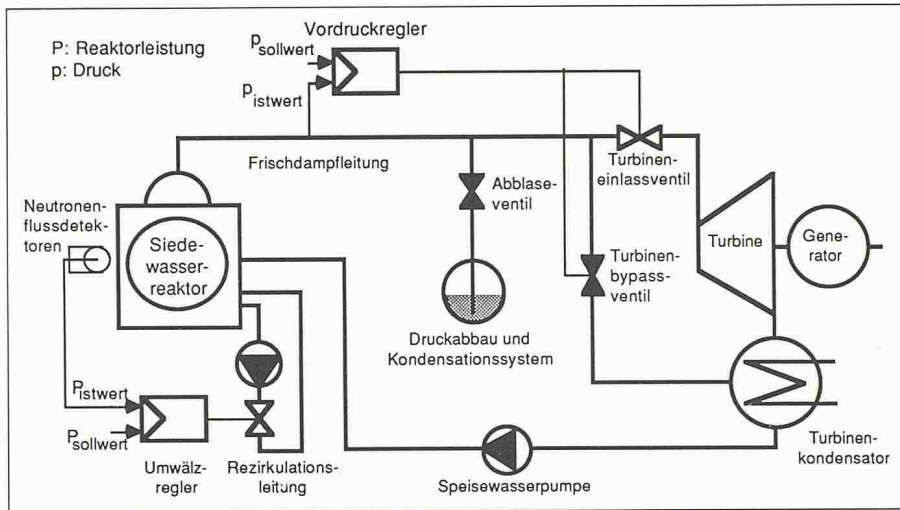 P: Reaktorleistung
p: Druck
Vordruckregler
p sollwert
p istwert
Frischdampfleitung
Turbinen-
einlassventil
Abblase-
ventil
Neutronen-
flussdetek-
toren
Siede-
wasser-
reaktor
Turbinen-
bypass-
ventil
Turbine
Gene-
rator
Druckabbau und
Kondensationssystem
P istwert
P sollwert
Umwälz-
regler
Rezirkulations-
leitung
Speisewasserpumpe
Turbinen-
kondensator